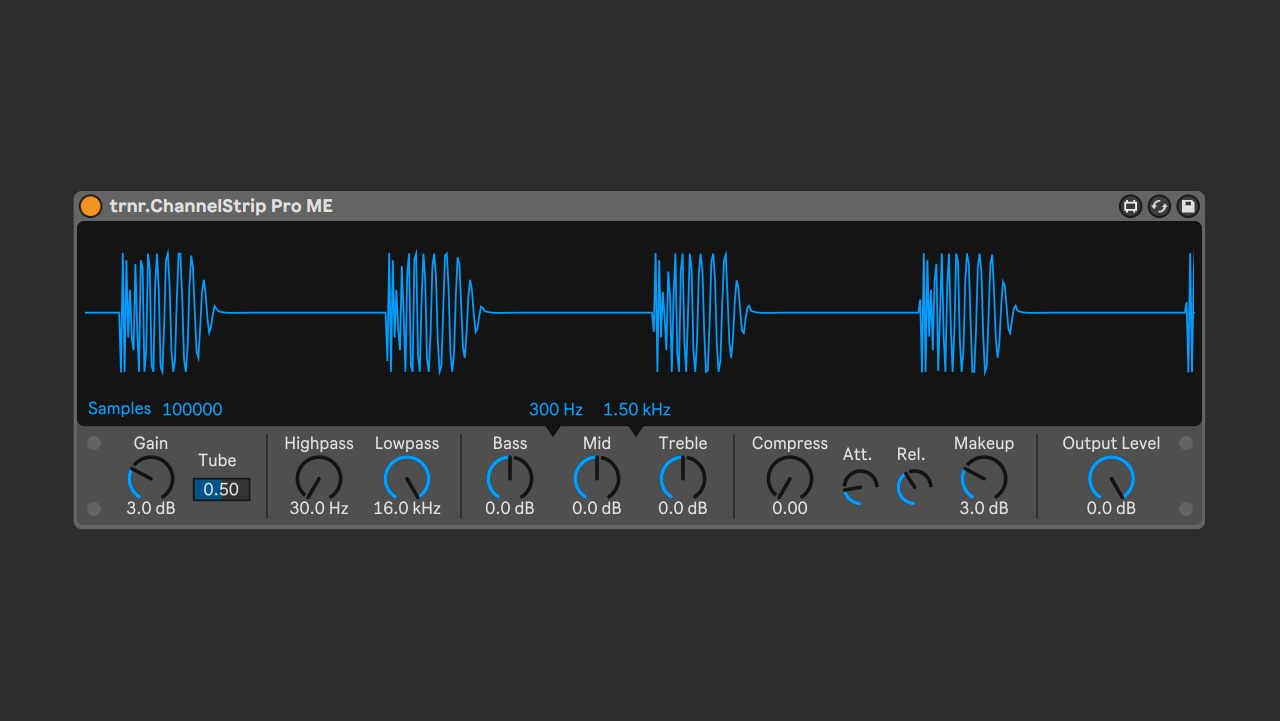 trnr.ChannelStrip Pro ME
Samples 100000 300 Hz 1.50 kHz
Gain Tube Highpass Lowpass Bass Mid Treble Compress Att. Rel. Makeup Output Level
3.0 dB 0.50 30.0 Hz 16.0 kHz 0.0 dB 0.0 dB 0.0 dB 0.00 3.0 dB 0.0 dB